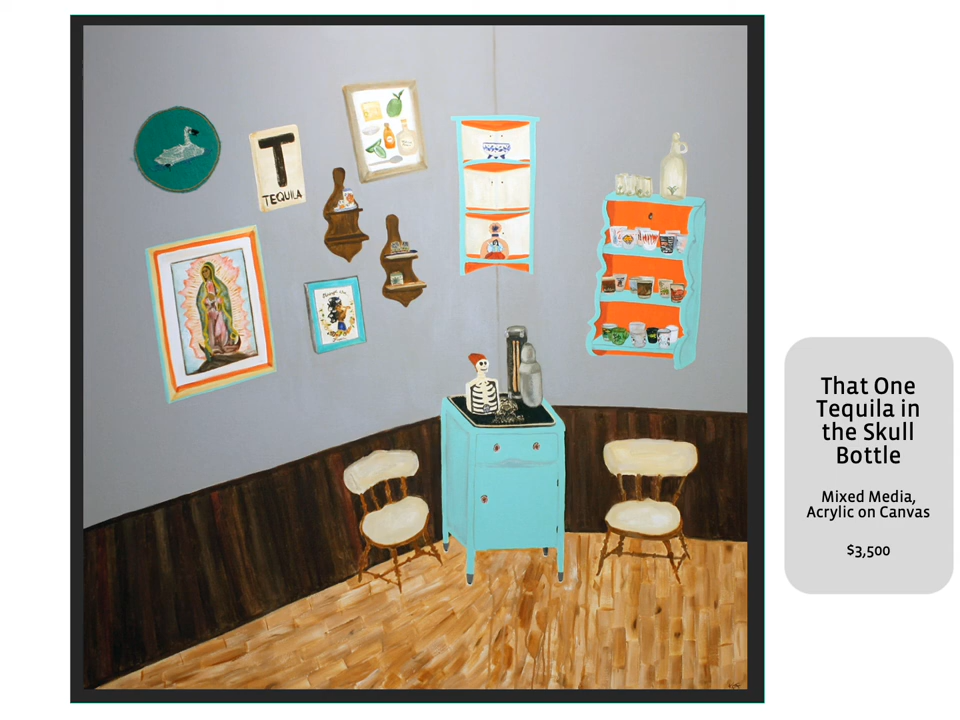 T
TEQUILA
That One
Tequila in
the Skull
Bottle
Mixed Media,
Acrylic on Canvas
$3,500